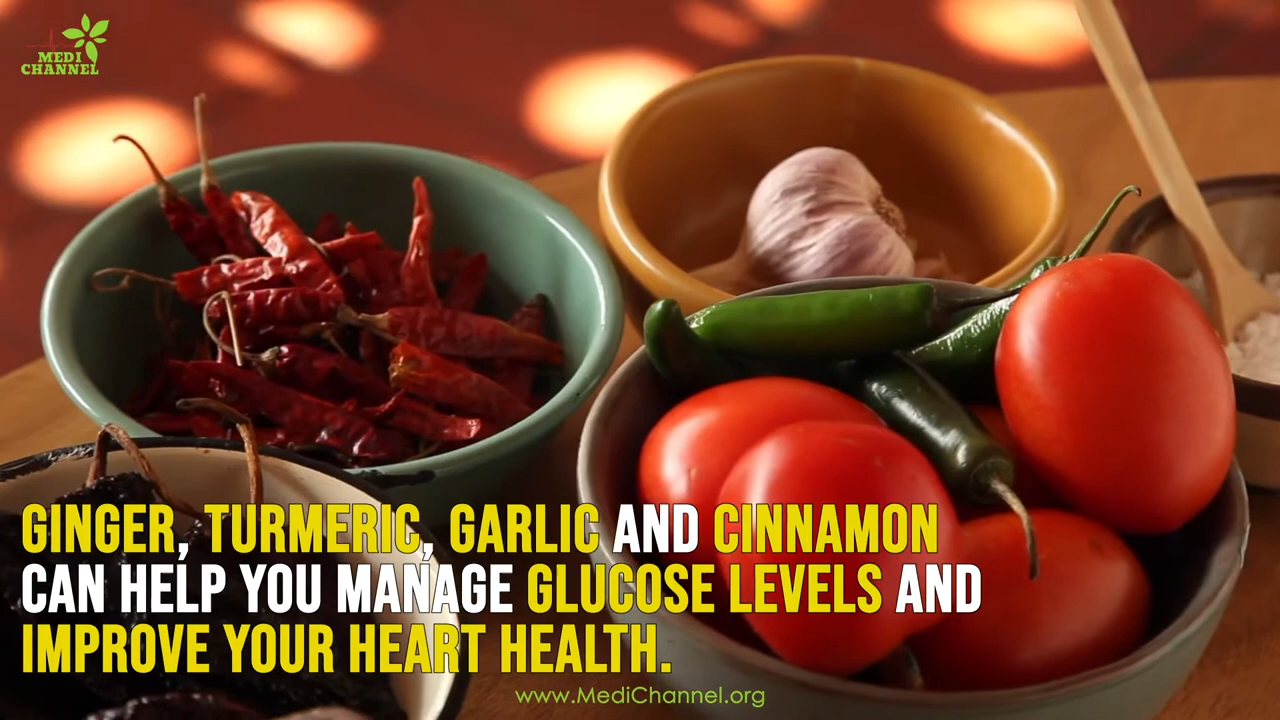 MEDI
CHANNEL
GINGER, TURMERIC, GARLIC AND CINNAMON
CAN HELP YOU MANAGE GLUCOSE LEVELS AND
IMPROVE YOUR HEART HEALTH.
www.MediChannel.org